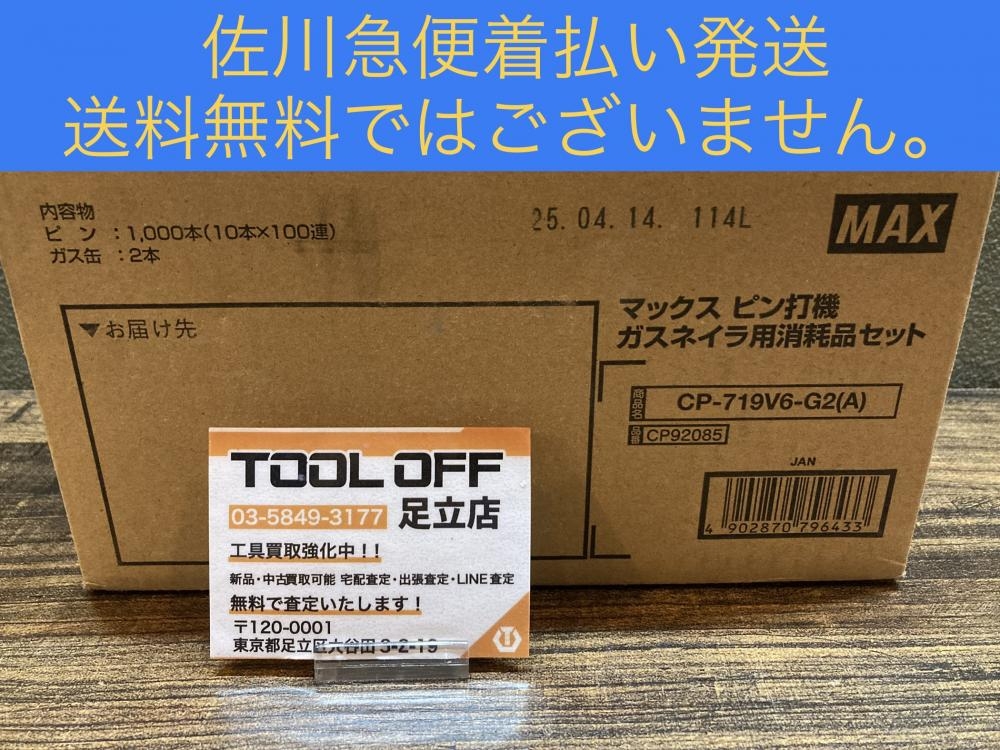 佐川急便着払い発送
送料無料ではございません。
内容物
ピン：1,000本(10本×100連)
ガス缶：2本
25.04.14. 114L
MAX
▼お届け先
マックス ピン打機
ガスネイラ用消耗品セット
商品名 CP-719V6-G2(A)
品番 CP92085
JAN
4 902870 796433
TOOL OFF
03-5849-3177 足立店
工具買取強化中！！
新品・中古買取可能 宅配査定・出張査定・LINE査定
無料で査定いたします！
〒120-0001
東京都足立区大谷田 3-2-19